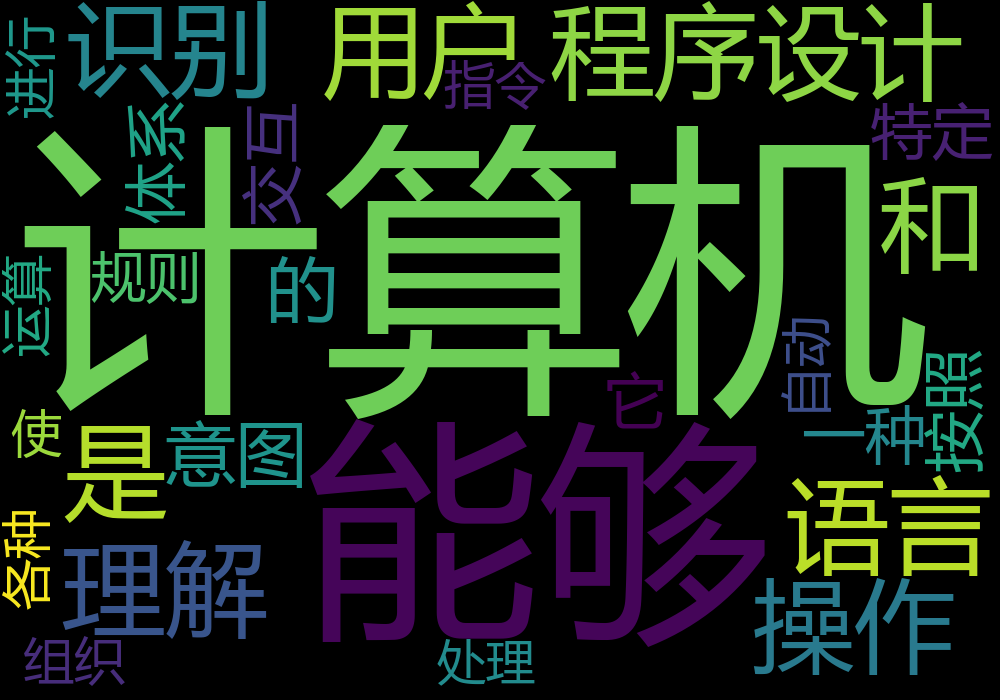 识别
用户
程序设计
进行
指令
体系
交互
特定
计算机
和
运算
规则
的
自动
它
一种
按照
使
是
意图
能够
语言
各种
理解
操作
组织
处理